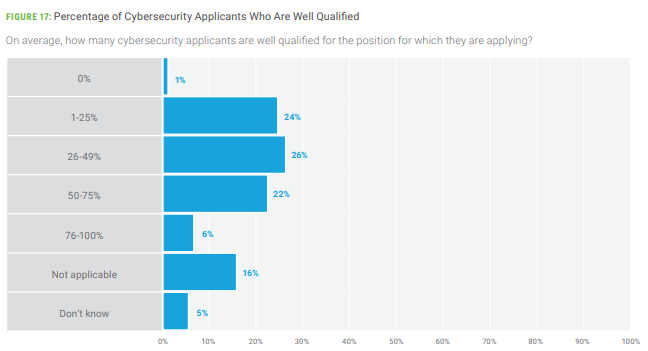 FIGURE 17: Percentage of Cybersecurity Applicants Who Are Well Qualified
On average, how many cybersecurity applicants are well qualified for the position for which they are applying?
0%
1%
1-25%
24%
26-49%
26%
50-75%
22%
76-100%
6%
Not applicable
16%
Don't know
5%
0% 10% 20% 30% 40% 50% 60% 70% 80% 90% 100%